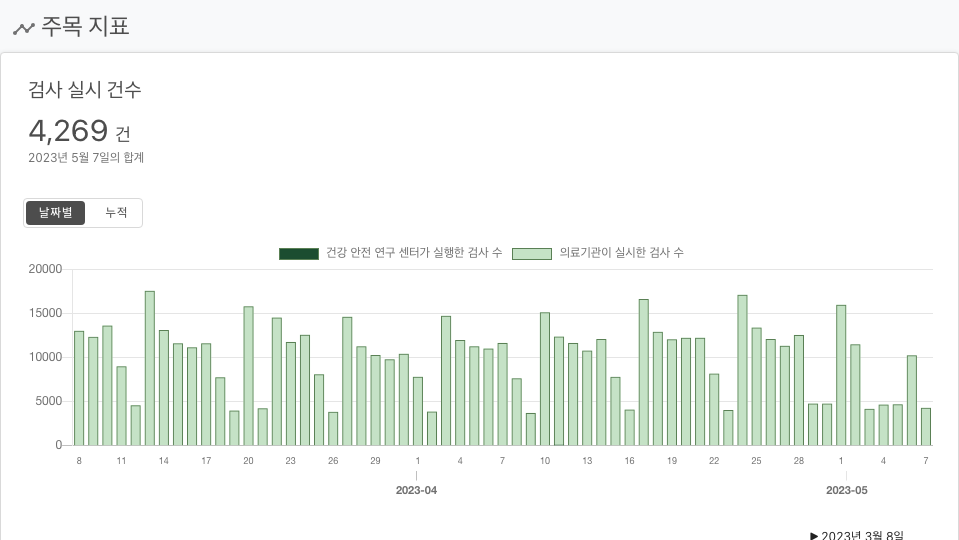 주목 지표
검사 실시 건수
4,269 건
2023년 5월 7일의 합계
날짜별 누적
건강 안전 연구 센터가 실행한 검사 수 의료기관이 실시한 검사 수
20000
15000
10000
5000
0
8 11 14 17 20 23 26 29 1 4 7 10 13 16 19 22 25 28 1 4 7
2023-04 2023-05
▶ 2023년 3월 8일